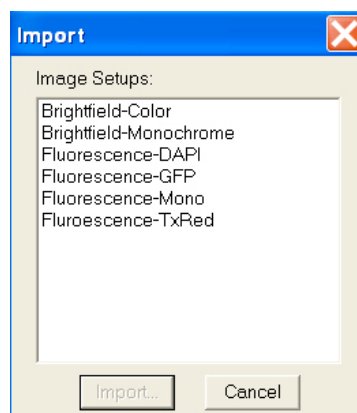 Import
Image Setups:
Brightfield-Color
Brightfield-Monochrome
Fluorescence-DAPI
Fluorescence-GFP
Fluorescence-Mono
Fluroescence-TxRed
Import...
Cancel